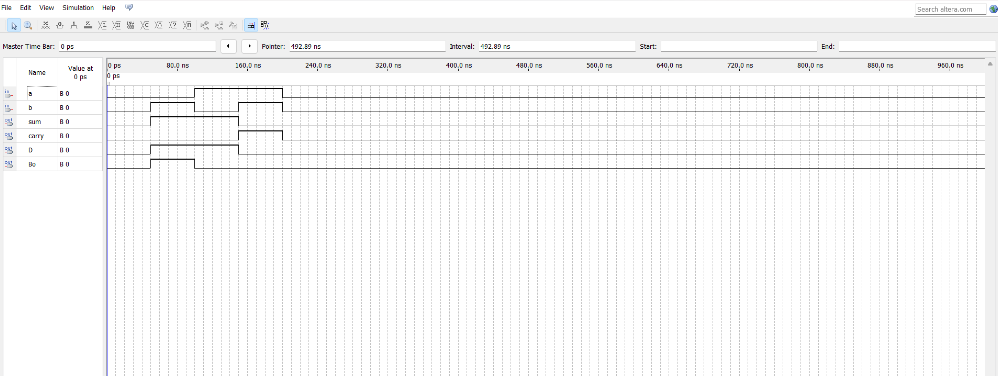 File Edit View Simulation Help
Search altera.com
Master Time Bar: 0 ps Pointer: 492.89 ns Interval: 492.89 ns Start: End:
Name Value at 0 ps
0 ps 80.0 ns 160.0 ns 240.0 ns 320.0 ns 400.0 ns 480.0 ns 560.0 ns 640.0 ns 720.0 ns 800.0 ns 880.0 ns 960.0 ns
0 ps
a B 0
b B 0
sum B 0
carry B 0
D B 0
Bo B 0